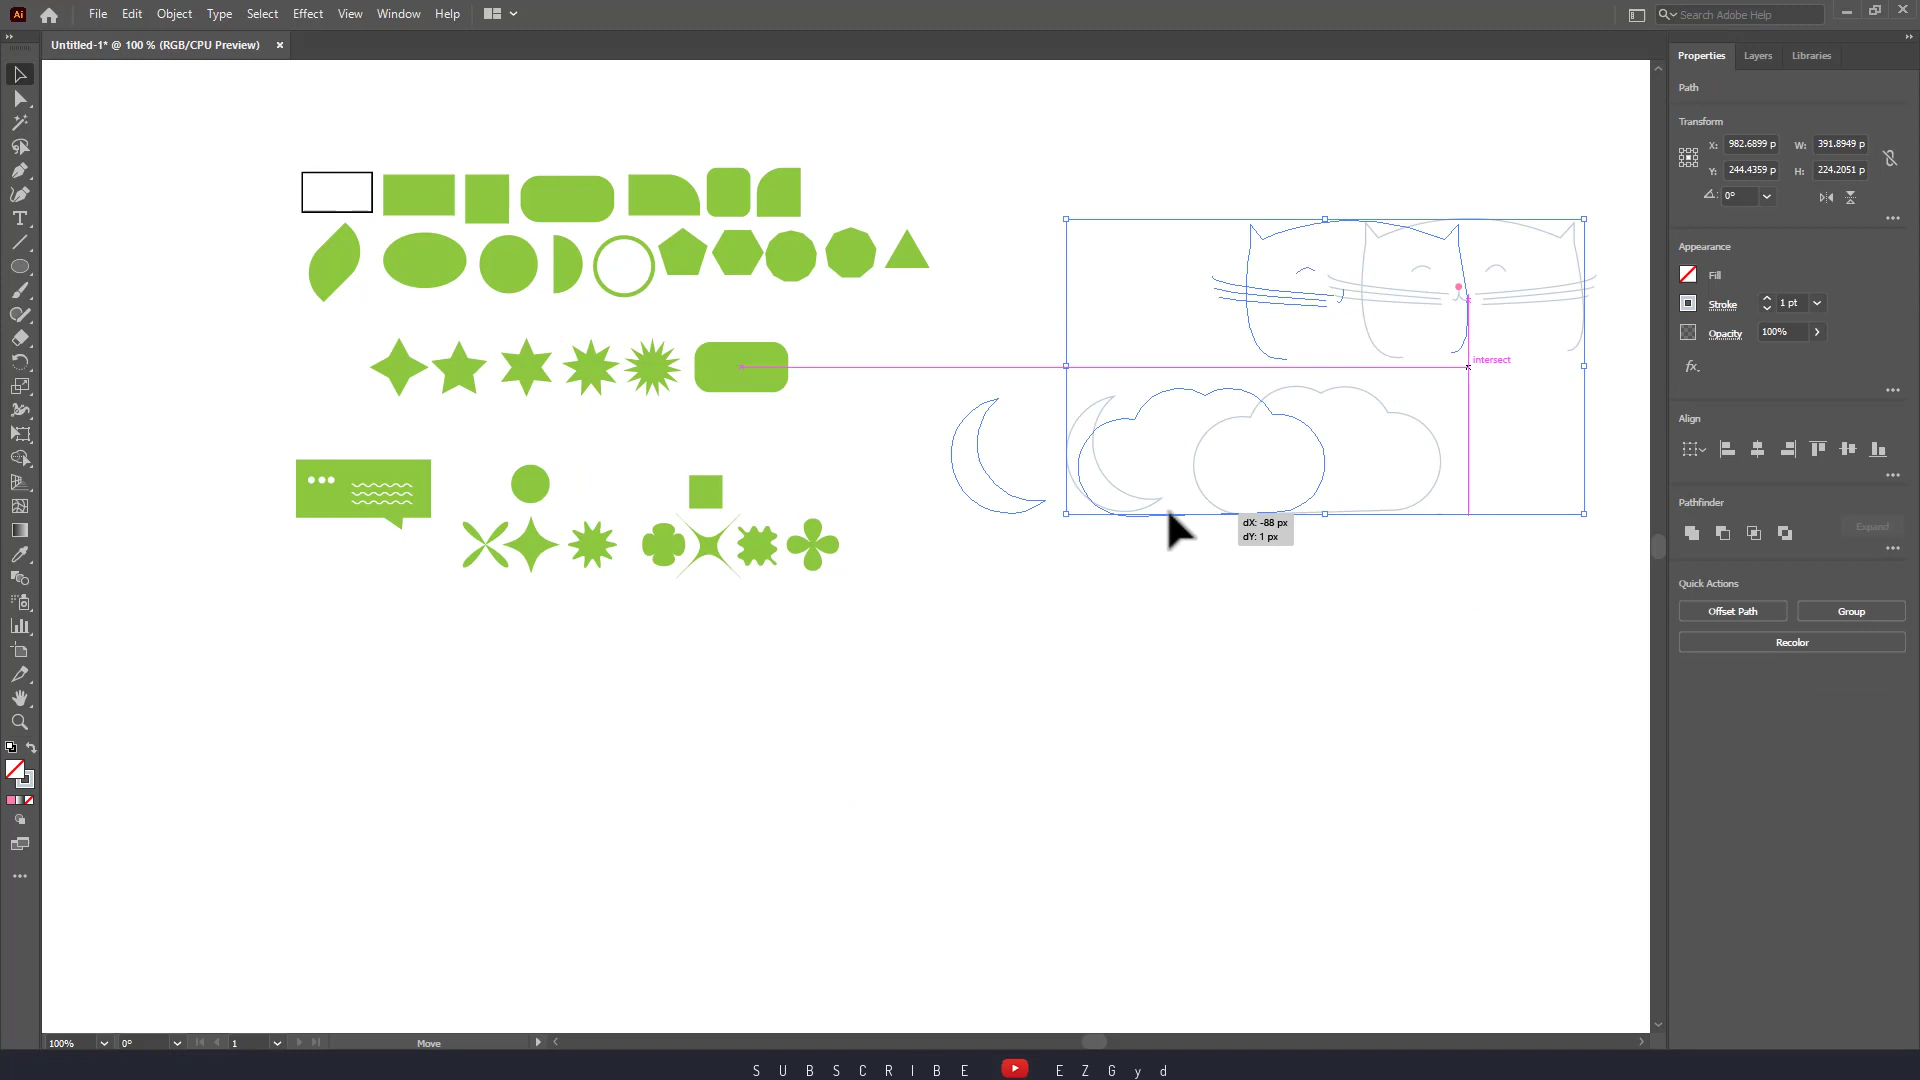 Ai
File Edit Object Type Select Effect View Window Help
Search Adobe Help
Untitled-1* @ 100 % (RGB/CPU Preview) ×
Properties Layers Libraries
Path
Transform
X: 982.6899 p W: 391.8949 p
Y: 244.4359 p H: 224.2051 p
0°
Appearance
Fill
Stroke 1 pt
Opacity 100%
fx.
Align
Pathfinder
Expand
Quick Actions
Offset Path Group
Recolor
intersect
dX: -88 px
dY: 1 px
100% 0° 1 Move
SUBSCRIBE EZGyd